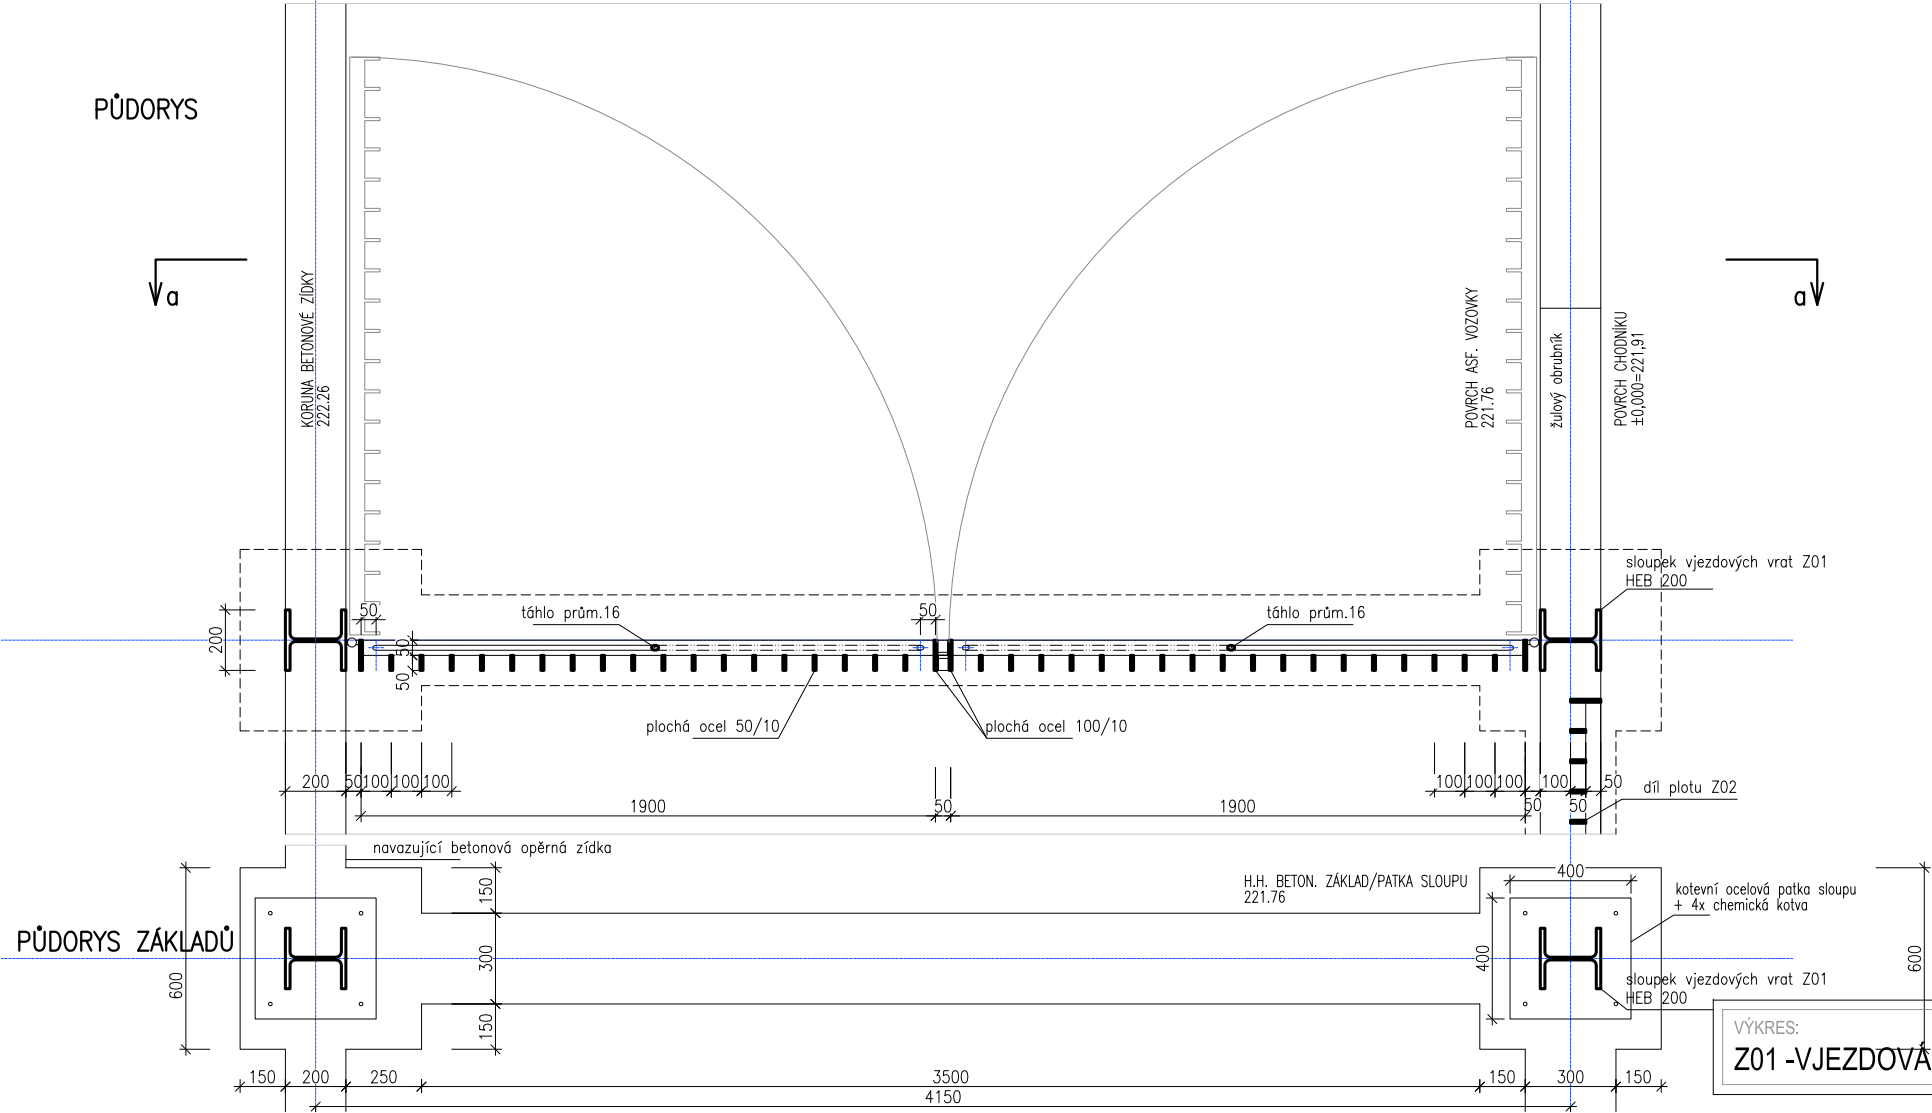 PŮDORYS
a
a
KORUNA BETONOVÉ ZÍDKY
222.26
POVRCH ASF. VOZOVKY
221.76
žulový obrubník
POVRCH CHODNÍKU
±0,000=221,91
sloupek vjezdových vrat Z01
HEB 200
50
táhlo prům.16
50
táhlo prům.16
200
50
50
plochá ocel 50/10
plochá ocel 100/10
200
50
100
100
100
100
100
100
100
50
1900
50
1900
50
50
díl plotu Z02
navazující betonová opěrná zídka
H.H. BETON. ZÁKLAD/PATKA SLOUPU
221.76
400
kotevní ocelová patka sloupu
+ 4x chemická kotva
PŮDORYS ZÁKLADŮ
600
150
300
150
400
600
sloupek vjezdových vrat Z01
HEB 200
VÝKRES:
Z01 -VJEZDOVÁ
150
200
250
3500
150
300
150
4150